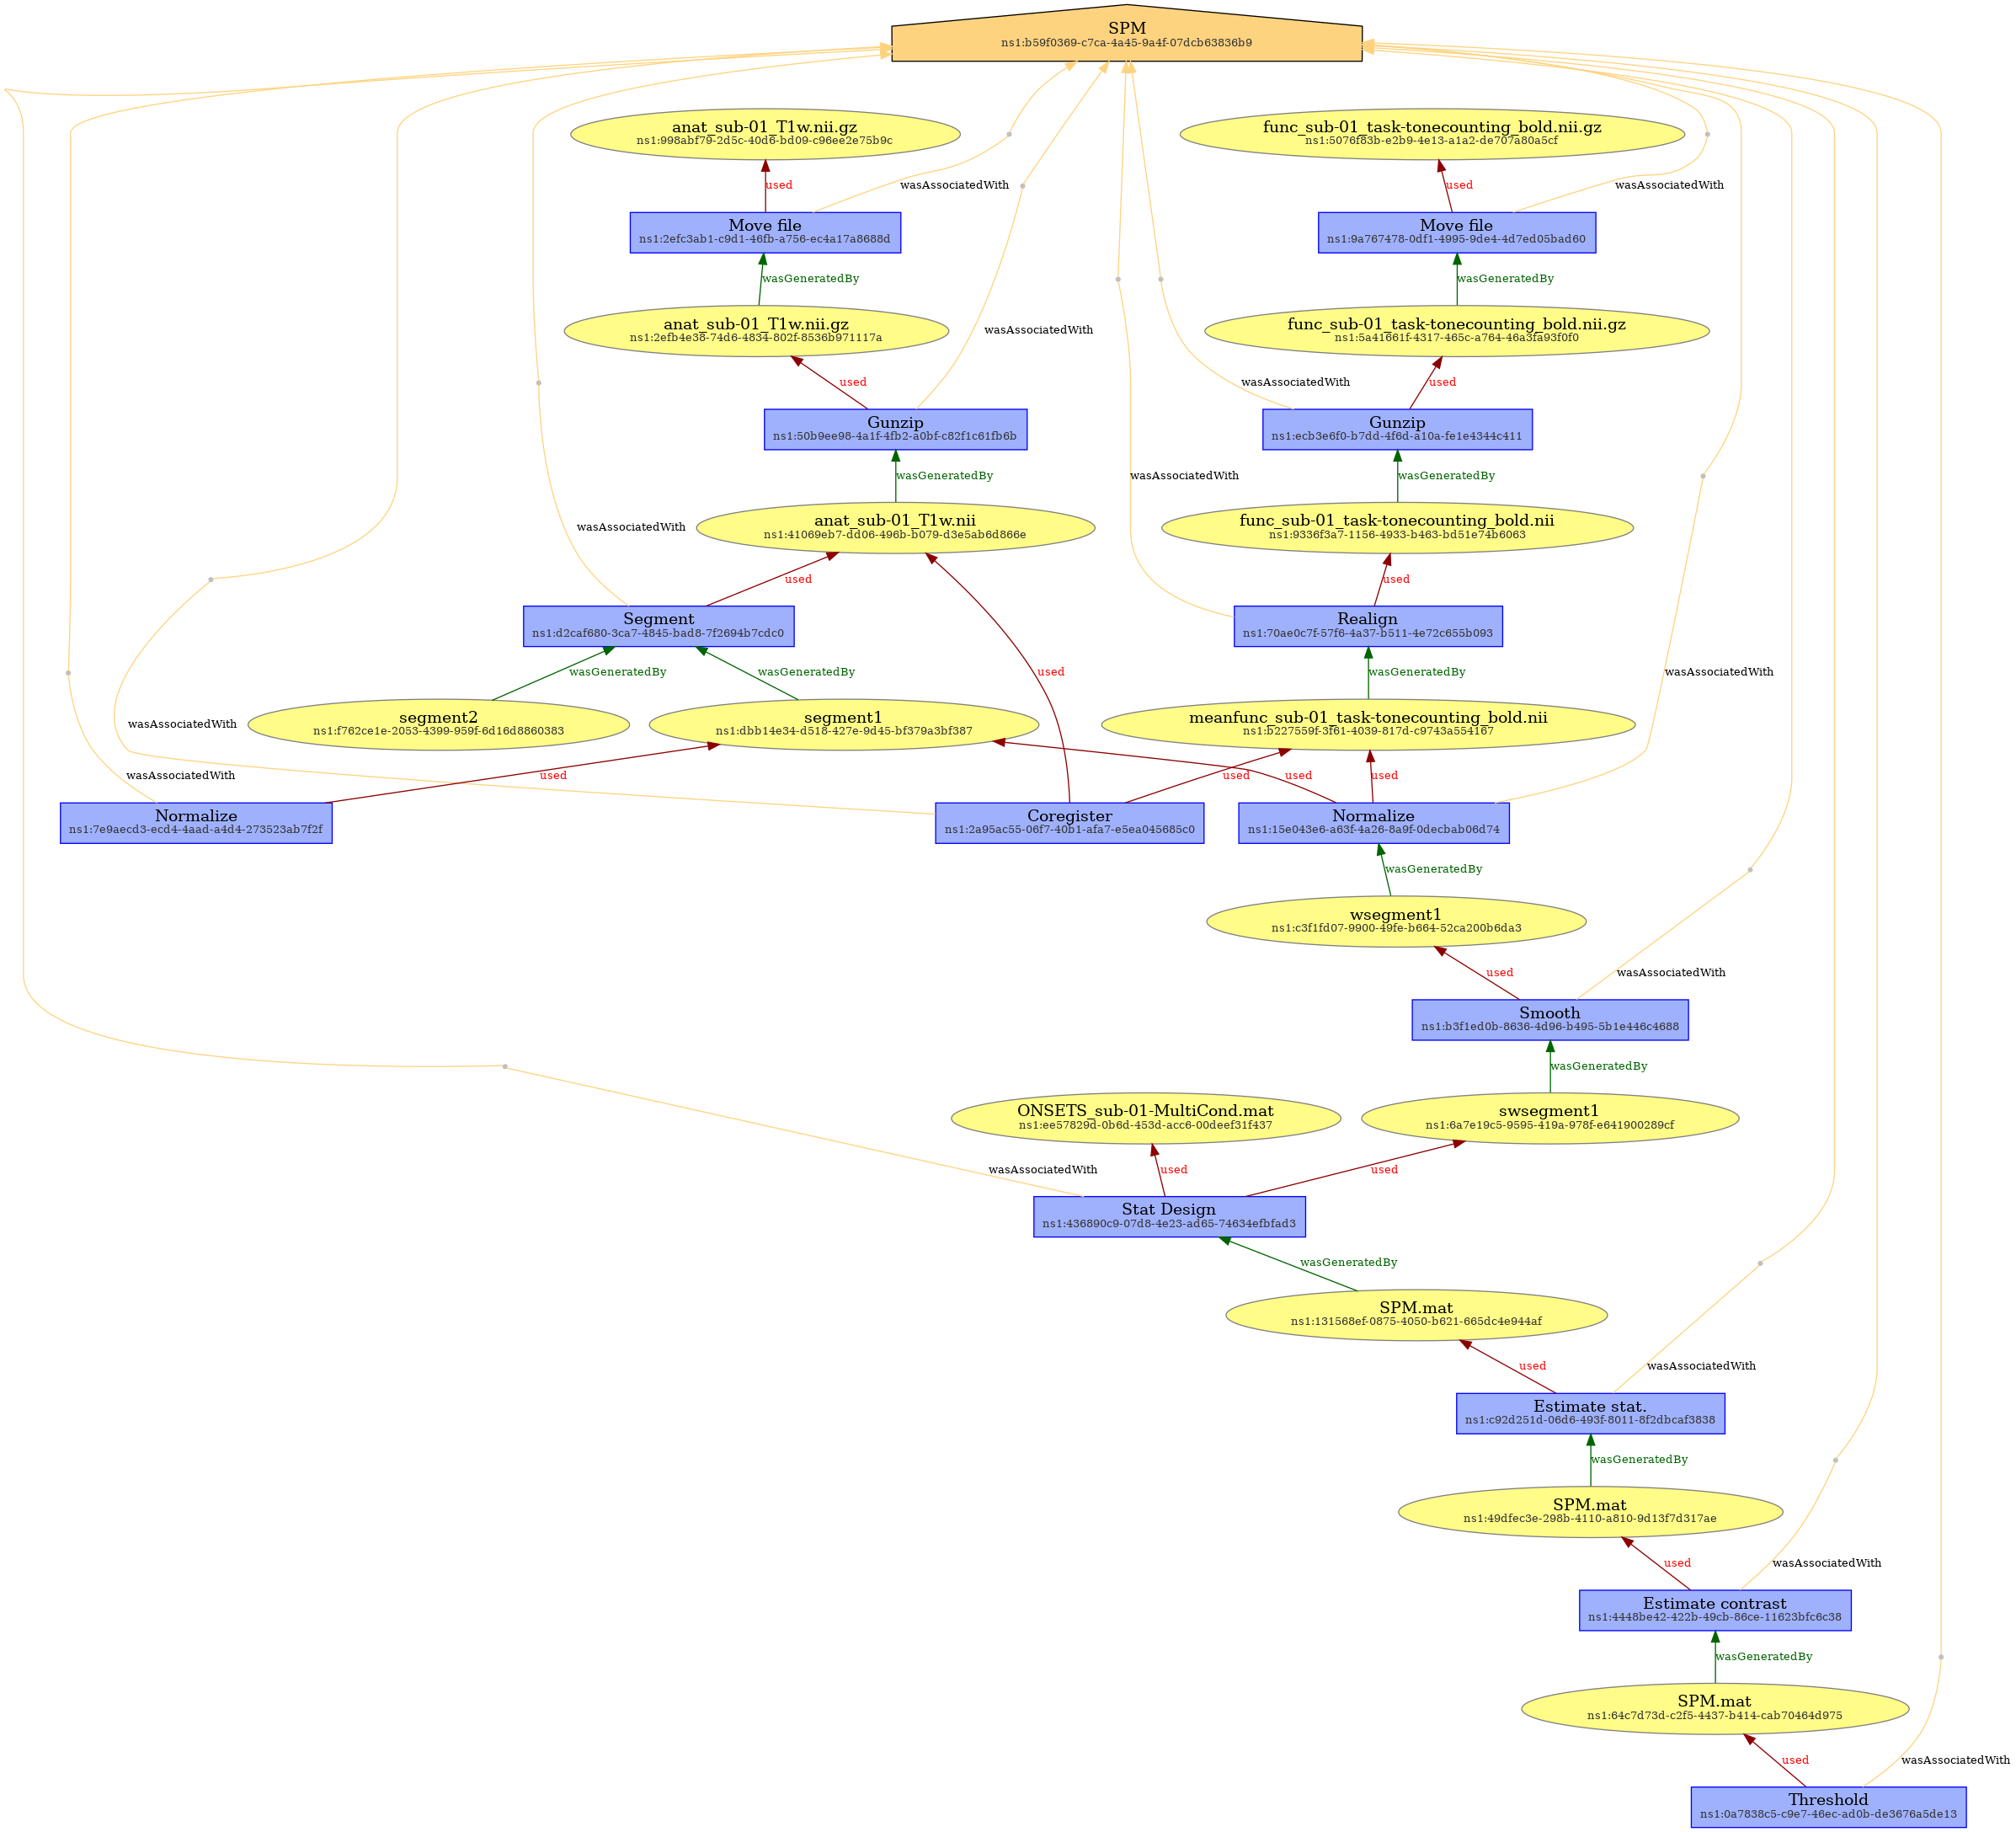 SPM
ns1:b59f0369-c7ca-4a45-9a4f-07dcb63836b9
anat_sub-01_T1w.nii.gz
ns1:998abf79-2d5c-40d6-bd09-c96ee2e75b9c
func_sub-01_task-tonecounting_bold.nii.gz
ns1:5076f83b-e2b9-4e13-a1a2-de707a80a5cf
used
wasAssociatedWith
used
wasAssociatedWith
Move file
ns1:2efc3ab1-c9d1-46fb-a756-ec4a17a8688d
Move file
ns1:9a767478-0df1-4995-9de4-4d7ed05bad60
wasGeneratedBy
wasGeneratedBy
anat_sub-01_T1w.nii.gz
ns1:2efb4e38-74d6-4834-802f-8536b971117a
wasAssociatedWith
func_sub-01_task-tonecounting_bold.nii.gz
ns1:5a41661f-4317-465c-a764-46a3fa93f0f0
used
wasAssociatedWith
used
Gunzip
ns1:50b9ee98-4a1f-4fb2-a0bf-c82f1c61fb6b
Gunzip
ns1:ecb3e6f0-b7dd-4f6d-a10a-fe1e4344c411
wasGeneratedBy
wasAssociatedWith
wasGeneratedBy
wasAssociatedWith
anat_sub-01_T1w.nii
ns1:41069eb7-dd06-496b-b079-d3e5ab6d866e
func_sub-01_task-tonecounting_bold.nii
ns1:9336f3a7-1156-4933-b463-bd51e74b6063
used
used
Segment
ns1:d2caf680-3ca7-4845-bad8-7f2694b7cdc0
Realign
ns1:70ae0c7f-57f6-4a37-b511-4e72c655b093
wasGeneratedBy
wasGeneratedBy
used
wasGeneratedBy
wasAssociatedWith
wasAssociatedWith
segment2
ns1:f762ce1e-2053-4399-959f-6d16d8860383
segment1
ns1:dbb14e34-d518-427e-9d45-bf379a3bf387
meanfunc_sub-01_task-tonecounting_bold.nii
ns1:b227559f-3f61-4039-817d-c9743a554167
wasAssociatedWith
used
used
used
used
Normalize
ns1:7e9aecd3-ecd4-4aad-a4d4-273523ab7f2f
Coregister
ns1:2a95ac55-06f7-40b1-afa7-e5ea045685c0
Normalize
ns1:15e043e6-a63f-4a26-8a9f-0decbab06d74
wasGeneratedBy
wsegment1
ns1:c3f1fd07-9900-49fe-b664-52ca200b6da3
used
wasAssociatedWith
Smooth
ns1:b3f1ed0b-8636-4d96-b495-5b1e446c4688
wasGeneratedBy
ONSETS_sub-01-MultiCond.mat
ns1:ee57829d-0b6d-453d-acc6-00deef31f437
swsegment1
ns1:6a7e19c5-9595-419a-978f-e641900289cf
wasAssociatedWith
used
used
Stat Design
ns1:436890c9-07d8-4e23-ad65-74634efbfad3
wasGeneratedBy
SPM.mat
ns1:131568ef-0875-4050-b621-665dc4e944af
used
wasAssociatedWith
Estimate stat.
ns1:c92d251d-06d6-493f-8011-8f2dbcaf3838
wasGeneratedBy
SPM.mat
ns1:49dfec3e-298b-4110-a810-9d13f7d317ae
used
wasAssociatedWith
Estimate contrast
ns1:4448be42-422b-49cb-86ce-11623bfc6c38
wasGeneratedBy
SPM.mat
ns1:64c7d73d-c2f5-4437-b414-cab70464d975
used
wasAssociatedWith
Threshold
ns1:0a7838c5-c9e7-46ec-ad0b-de3676a5de13